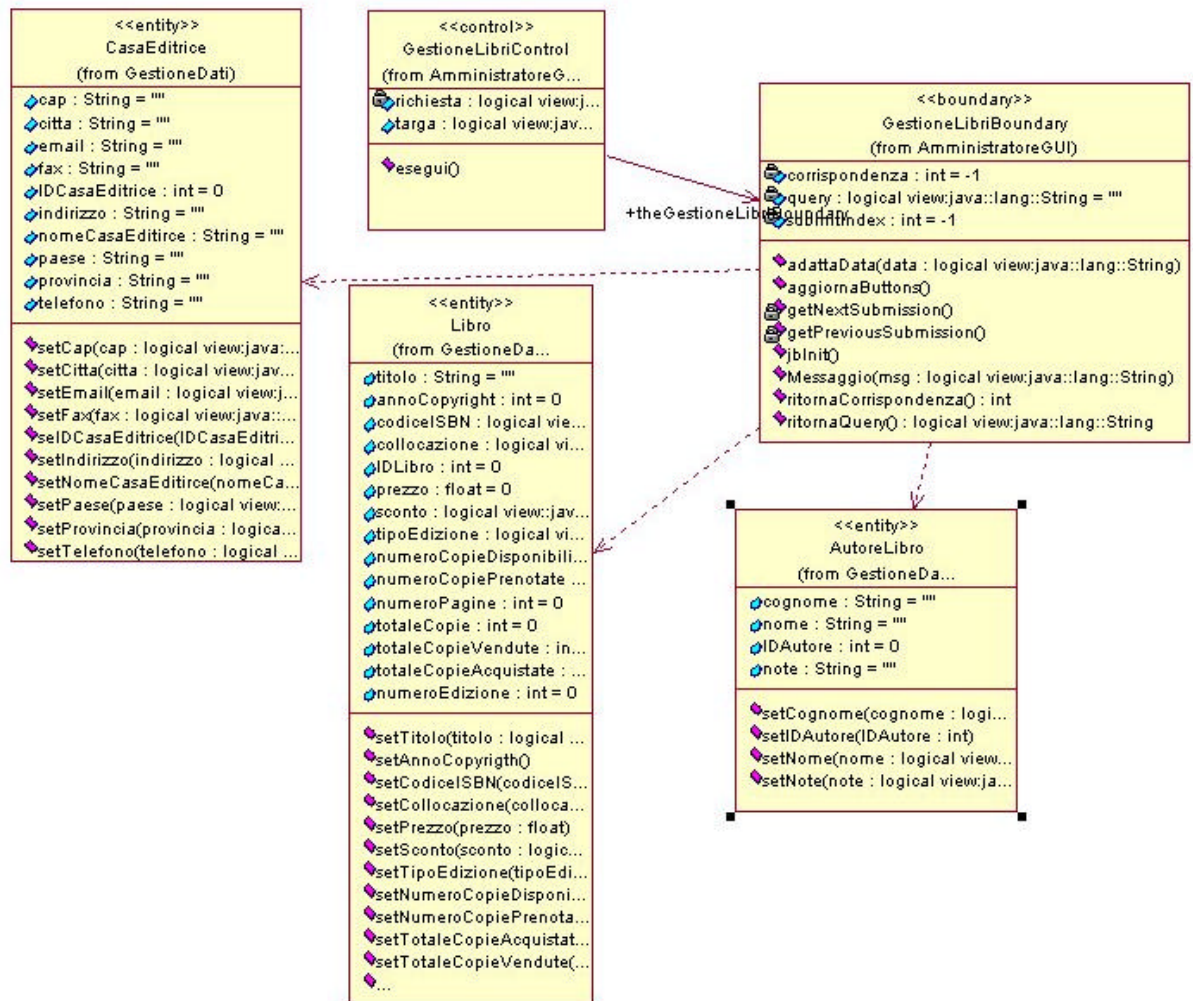 <<entity>>
CasaEditrice
(from GestioneDati)
cap : String = ""
citta : String = ""
email : String = ""
fax : String = ""
IDCasaEditrice : int = 0
indirizzo : String = ""
nomeCasaEditirce : String = ""
paese : String = ""
provincia : String = ""
telefono : String = ""
setCap(cap : logical view:java:...
setCitta(citta : logical view:jav...
setEmail(email : logical view:j...
setFax(fax : logical view:java::...
seIDCasaEditrice(IDCasaEditri...
setIndirizzo(indirizzo : logical ...
setNomeCasaEditirce(nomeCa...
setPaese(paese : logical view:...
setProvincia(provincia : logica...
setTelefono(telefono : logical ...
<<control>>
GestioneLibriControl
(from AmministratoreG...
richiesta : logical view:j...
targa : logical view:jav...
esegui()
+theGestioneLibriBoundary
<<boundary>>
GestioneLibriBoundary
(from AmministratoreGUI)
corrispondenza : int = -1
query : logical view:java::lang::String = ""
submitIndex : int = -1
adattaData(data : logical view:java::lang::String)
aggiornaButtons()
getNextSubmission()
getPreviousSubmission()
jbInit()
Messaggio(msg : logical view:java::lang::String)
ritornaCorrispondenza() : int
ritornaQuery() : logical view:java::lang::String
<<entity>>
Libro
(from GestioneDa...
titolo : String = ""
annoCopyright : int = 0
codiceISBN : logical vie...
collocazione : logical vi...
IDLibro : int = 0
prezzo : float = 0
sconto : logical view::jav...
tipoEdizione : logical vi...
numeroCopieDisponibili...
numeroCopiePrenotate ...
numeroPagine : int = 0
totaleCopie : int = 0
totaleCopieVendute : in...
totaleCopieAcquistate : ...
numeroEdizione : int = 0
setTitolo(titolo : logical ...
setAnnoCopyrigth()
setCodiceISBN(codiceIS...
setCollocazione(colloca...
setPrezzo(prezzo : float)
setSconto(sconto : logic...
setTipoEdizione(tipoEdi...
setNumeroCopieDisponi...
setNumeroCopiePrenota...
setTotaleCopieAcquistat...
setTotaleCopieVendute(...
...
<<entity>>
AutoreLibro
(from GestioneDa...
cognome : String = ""
nome : String = ""
IDAutore : int = 0
note : String = ""
setCognome(cognome : logi...
setIDAutore(IDAutore : int)
setNome(nome : logical view...
setNote(note : logical view:ja...